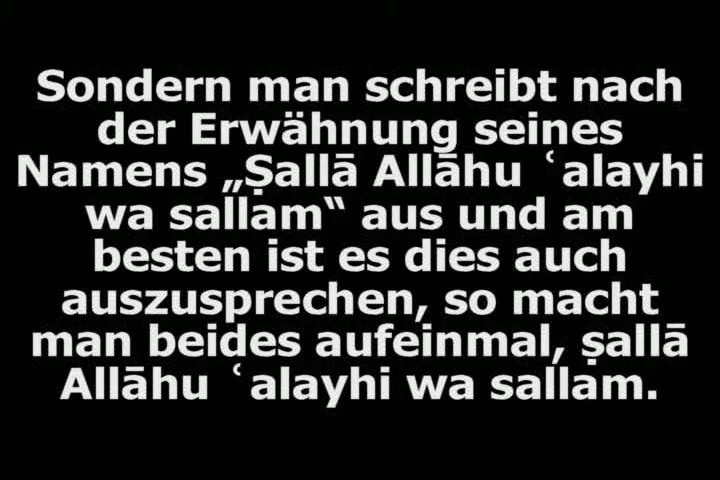 Sondern man schreibt nach
der Erwähnung seines
Namens „Ṣallā Allāhu ʿalayhi
wa sallam‟ aus und am
besten ist es dies auch
auszusprechen, so macht
man beides aufeinmal, ṣallā
Allāhu ʿalayhi wa sallam.